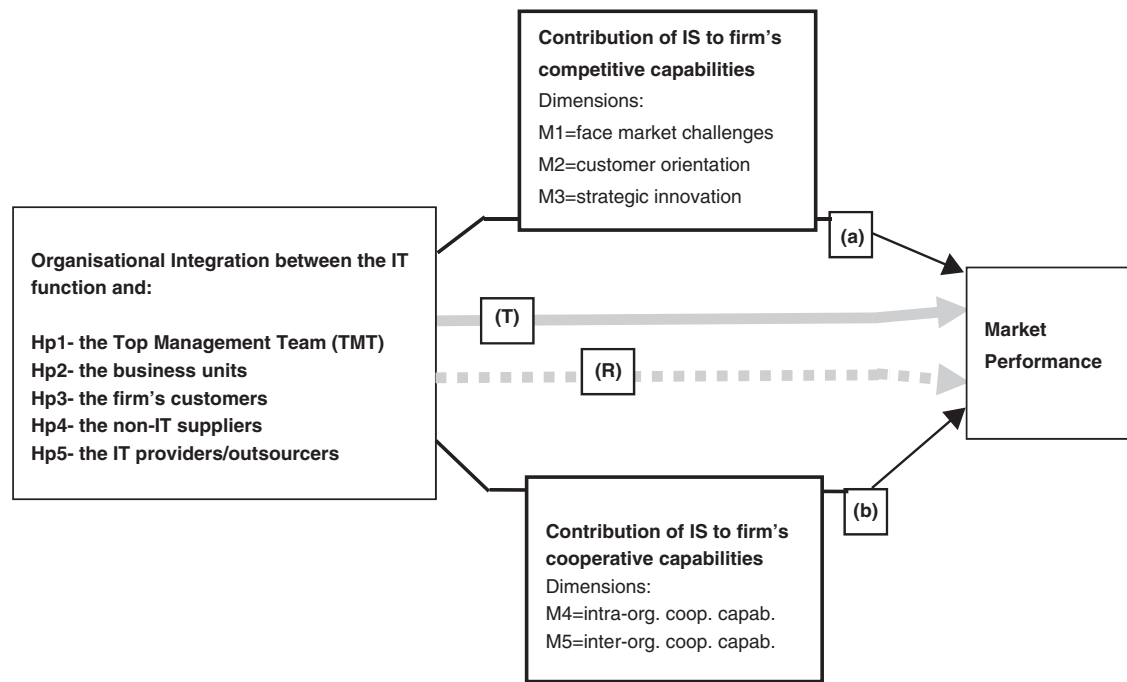 Contribution of IS to firm's
competitive capabilities
Dimensions:
M1=face market challenges
M2=customer orientation
M3=strategic innovation
(a)
Organisational Integration between the IT
function and:
Hp1- the Top Management Team (TMT)
Hp2- the business units
Hp3- the firm's customers
Hp4- the non-IT suppliers
Hp5- the IT providers/outsourcers
(T)
(R)
Market
Performance
(b)
Contribution of IS to firm's
cooperative capabilities
Dimensions:
M4=intra-org. coop. capab.
M5=inter-org. coop. capab.